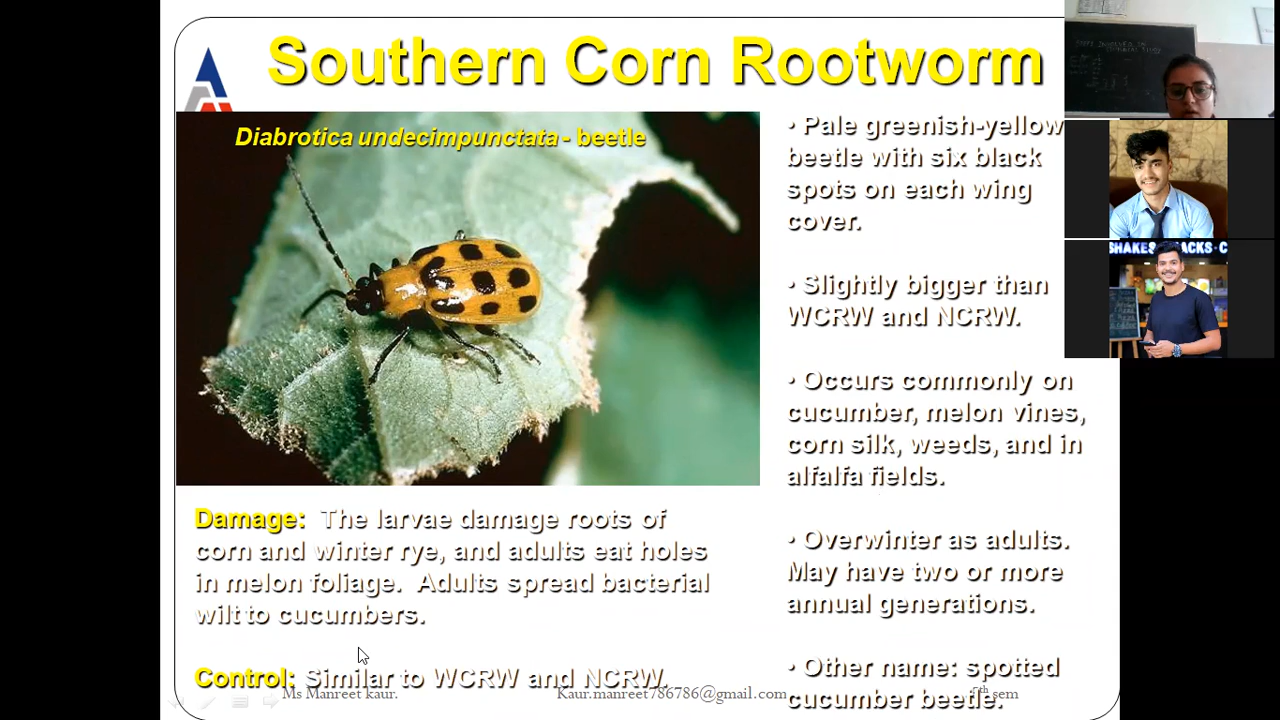 Southern Corn Rootworm
Diabrotica undecimpunctata - beetle
• Pale greenish-yellow
beetle with six black
spots on each wing
cover.
• Slightly bigger than
WCRW and NCRW.
• Occurs commonly on
cucumber, melon vines,
corn silk, weeds, and in
alfalfa fields.
• Overwinter as adults.
May have two or more
annual generations.
• Other name: spotted
cucumber beetle.
Damage: The larvae damage roots of
corn and winter rye, and adults eat holes
in melon foliage. Adults spread bacterial
wilt to cucumbers.
Control: Similar to WCRW and NCRW.
Ms Manreet kaur. Kaur.manreet786786@gmail.com 5th sem